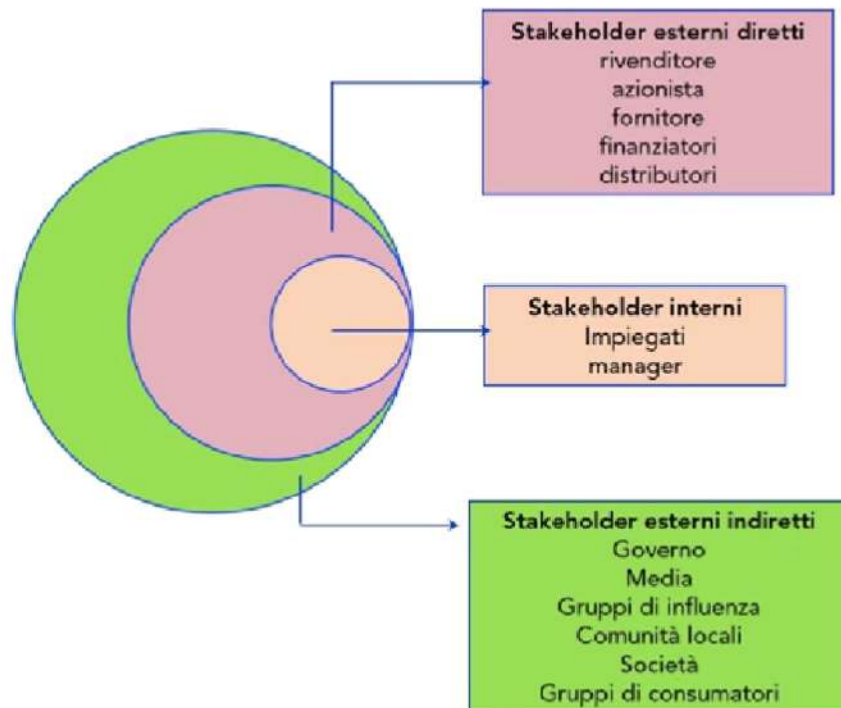 Stakeholder esterni diretti
rivenditore
azionista
fornitore
finanziatori
distributori
Stakeholder interni
Impiegati
manager
Stakeholder esterni indiretti
Governo
Media
Gruppi di influenza
Comunità locali
Società
Gruppi di consumatori